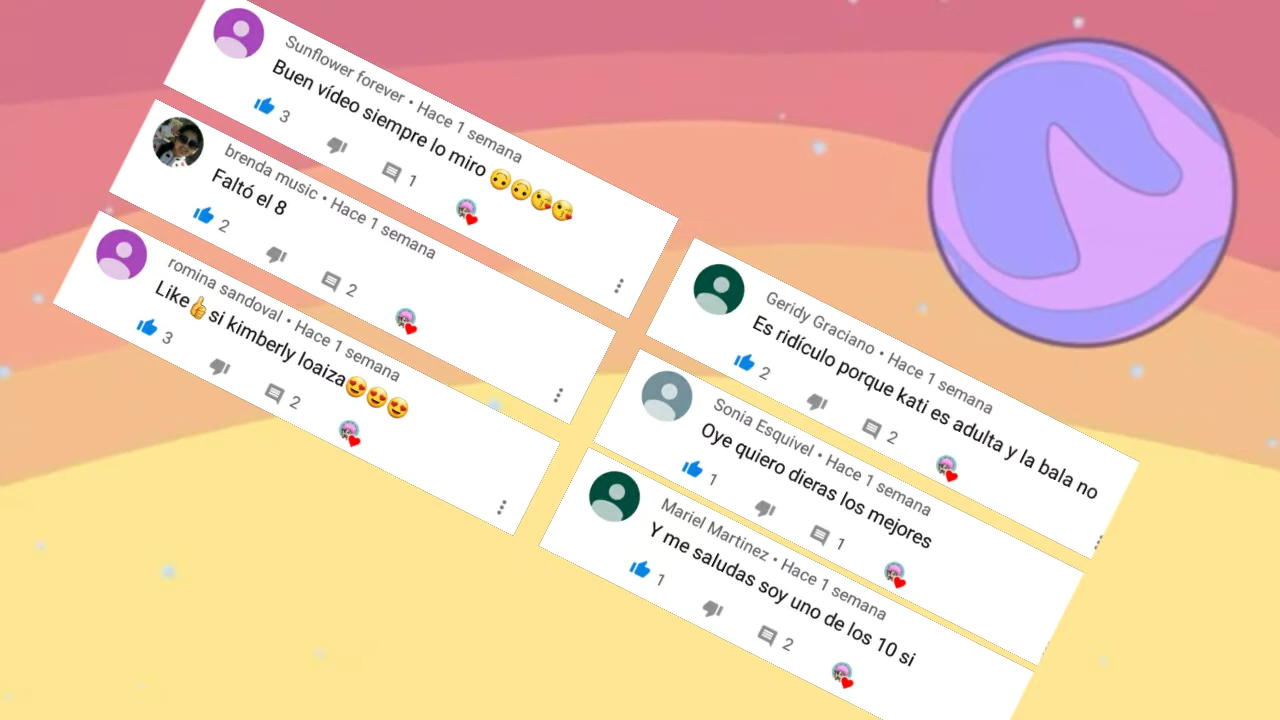 Sunflower forever • Hace 1 semana
Buen vídeo siempre lo miro 🙃🙃😘😘
3 1
brenda music • Hace 1 semana
Faltó el 8
2 2
romina sandoval • Hace 1 semana
Like👍si kimberly loaiza😍😍😍
3 2
Geridy Graciano • Hace 1 semana
Es ridículo porque kati es adulta y la bala no
2 2
Sonia Esquivel • Hace 1 semana
Oye quiero dieras los mejores
1 1
Mariel Martinez • Hace 1 semana
Y me saludas soy uno de los 10 si
1 2